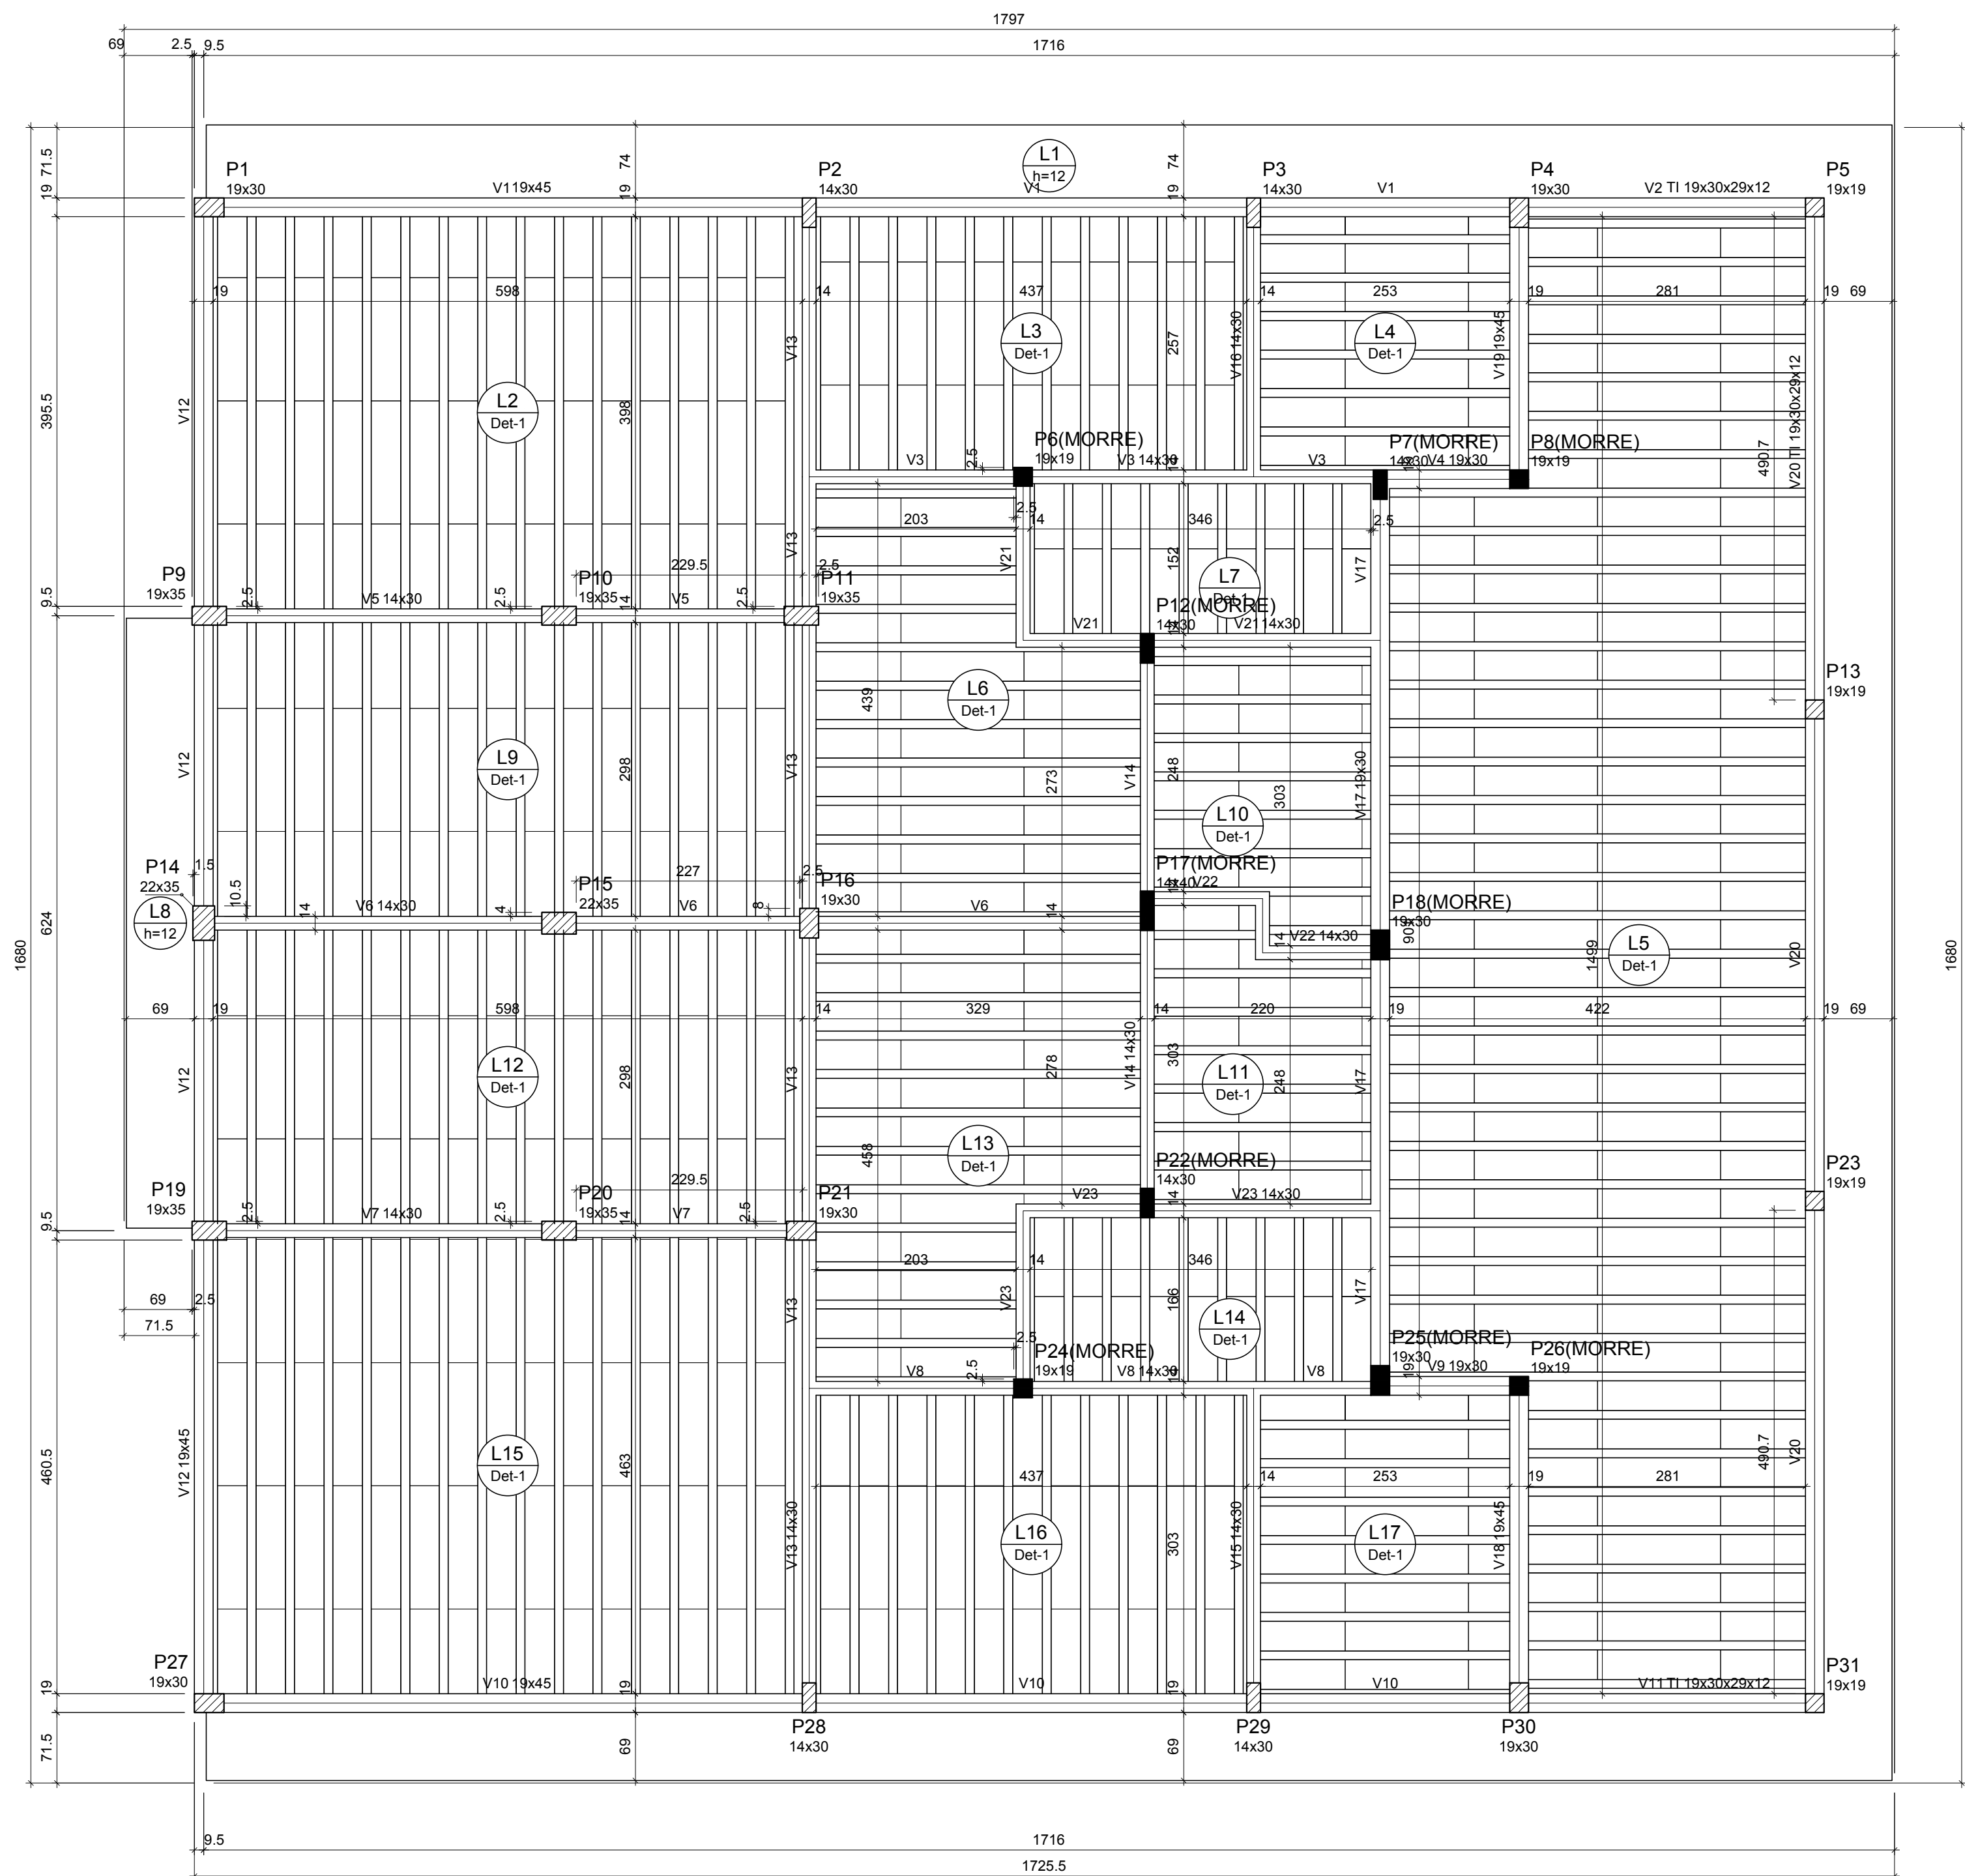 1797
69
2.5
9.5
1716
71.5
74
L1
h=12
74
P1
19x30
V1 19x45
19
P2
14x30
V1
19
P3
14x30
V1
P4
19x30
V2 TI 19x30x29x12
P5
19x19
19
19
598
14
437
14
253
19
281
19
69
V13
L3
Det-1
257
V16 14x30
L4
Det-1
V19 19x45
V20 TI 19x30x29x12
395.5
V12
L2
Det-1
398
P6(MORRE)
19x19
V3
2.5
V3 14x30
V3
P7(MORRE)
14x30
V4 19x30
P8(MORRE)
19x19
490.7
203
2.5
14
346
2.5
V13
V21
152
V17
P9
19x35
9.5
2.5
V5 14x30
2.5
P10
19x35
229.5
V5
14
2.5
2.5
P11
19x35
L7
Det-1
P12(MORRE)
14x30
V21
V21 14x30
P13
19x19
L6
Det-1
439
V12
L9
Det-1
298
V13
273
V14
248
303
V17 19x30
L10
Det-1
P14
22x35
1.5
L8
h=12
10.5
14
V6 14x30
4
P15
22x35
227
V6
8
2.5
P16
19x30
V6
14
P17(MORRE)
14x40
V22
V22 14x30
14
P18(MORRE)
19x30
905
1499
L5
Det-1
V20
1680
624
1680
69
19
598
14
329
14
220
19
422
19
69
V12
L12
Det-1
298
V13
278
V14 14x30
303
L11
Det-1
248
V17
458
L13
Det-1
P22(MORRE)
14x30
P23
19x19
P19
19x35
9.5
2.5
V7 14x30
2.5
P20
19x35
229.5
V7
14
2.5
P21
19x30
V23
14
V23 14x30
203
14
346
69
2.5
71.5
V13
V23
166
L14
Det-1
V17
2.5
P24(MORRE)
19x19
V8
2.5
V8 14x30
V8
P25(MORRE)
19x30
19
V9 19x30
P26(MORRE)
19x19
460.5
V12 19x45
L15
Det-1
463
437
14
253
19
281
490.7
V20
V13 14x30
L16
Det-1
303
V15 14x30
L17
Det-1
V18 19x45
P27
19x30
19
V10 19x45
19
V10
19
V10
V11 TI 19x30x29x12
P31
19x19
71.5
69
P28
14x30
69
P29
14x30
P30
19x30
9.5
1716
1725.5